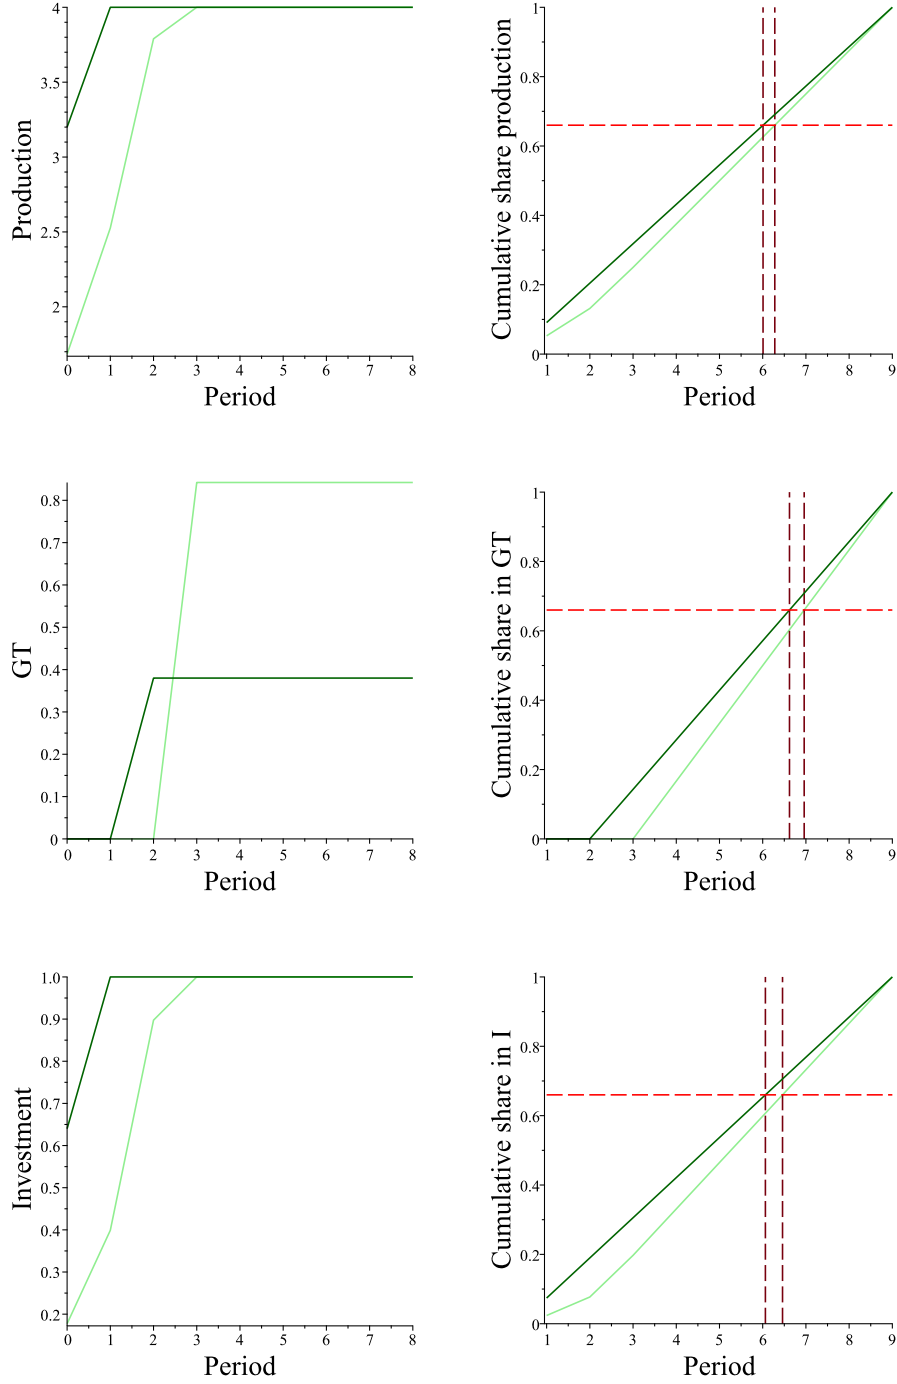 4
3.5
3
2.5
2
0 1 2 3 4 5 6 7 8
Production
Period
1
0.8
0.6
0.4
0.2
0
1 2 3 4 5 6 7 8 9
Cumulative share production
Period
0.8
0.7
0.6
0.5
0.4
0.3
0.2
0.1
0
0 1 2 3 4 5 6 7 8
GT
Period
1
0.8
0.6
0.4
0.2
0
1 2 3 4 5 6 7 8 9
Cumulative share in GT
Period
1.0
0.9
0.8
0.7
0.6
0.5
0.4
0.3
0.2
0 1 2 3 4 5 6 7 8
Investment
Period
1
0.8
0.6
0.4
0.2
0
1 2 3 4 5 6 7 8 9
Cumulative share in I
Period